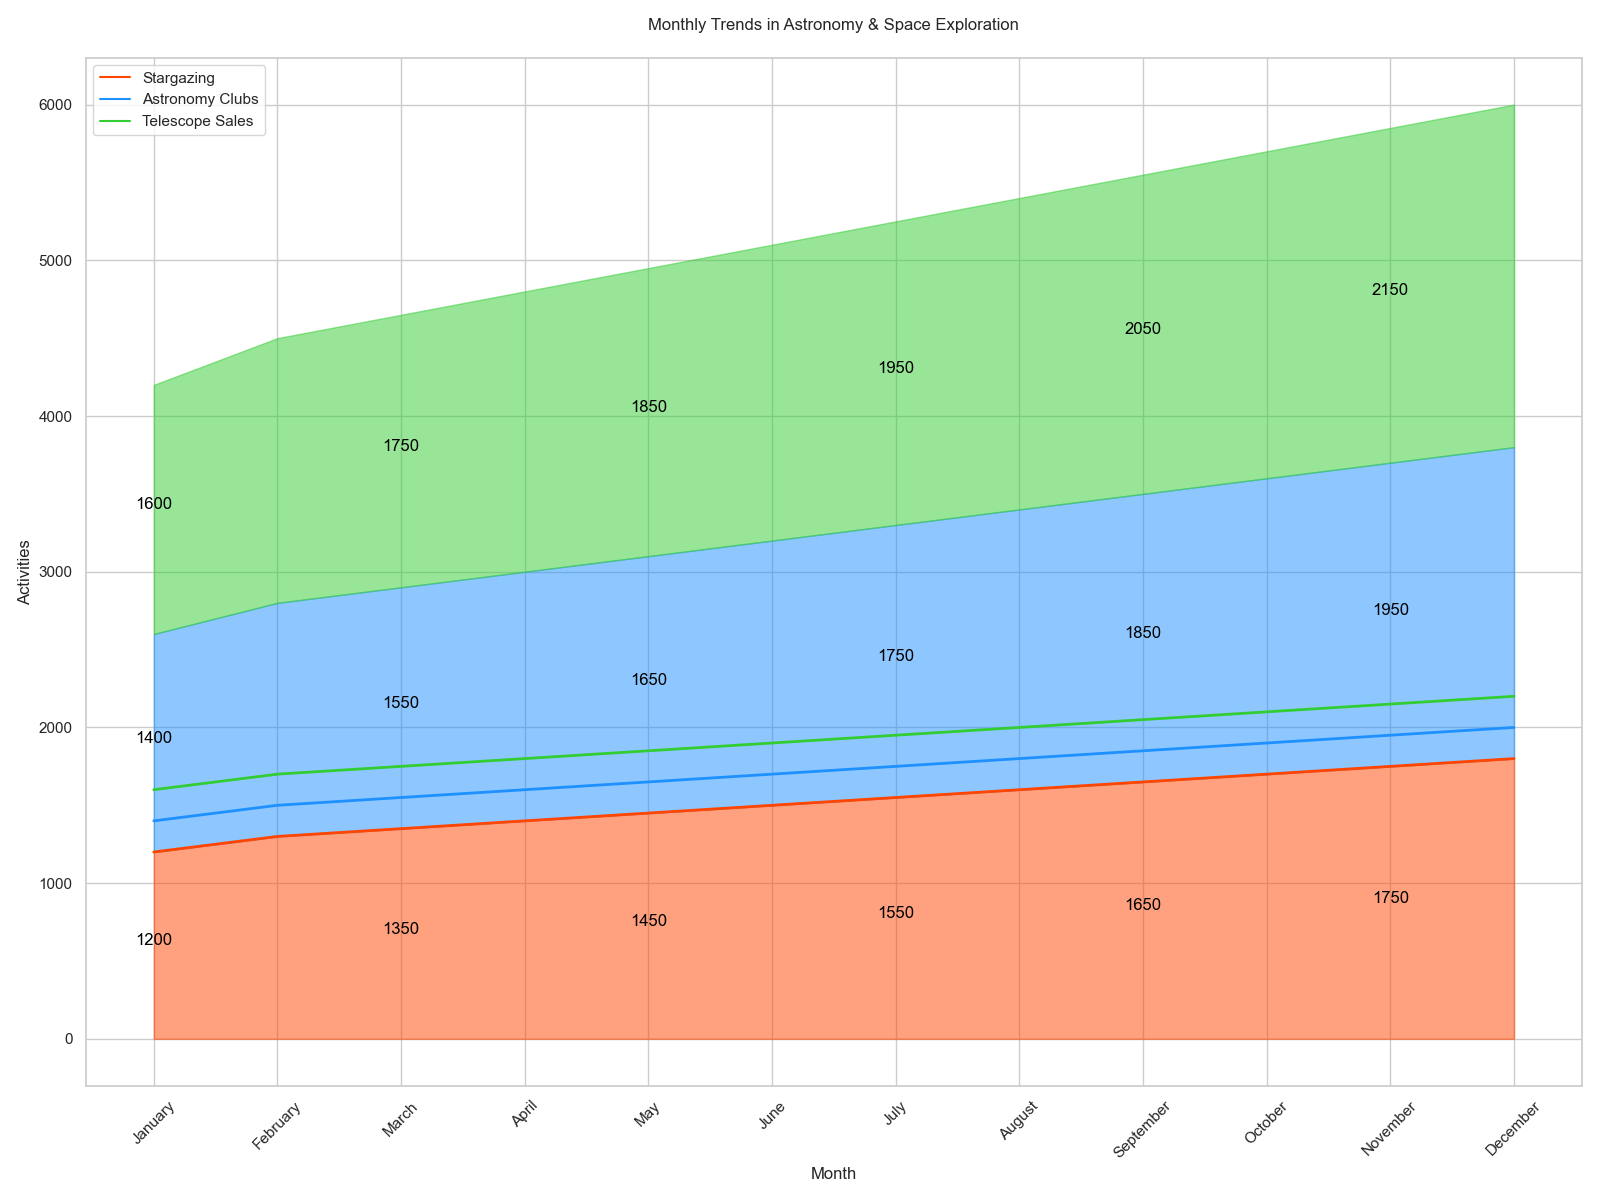 Monthly Trends in Astronomy & Space Exploration
Stargazing
Astronomy Clubs
Telescope Sales
6000
5000
4000
3000
2000
1000
0
Activities
1600
1750
1850
1950
2050
2150
1400
1550
1650
1750
1850
1950
1200
1350
1450
1550
1650
1750
January
February
March
April
May
June
July
August
September
October
November
December
Month